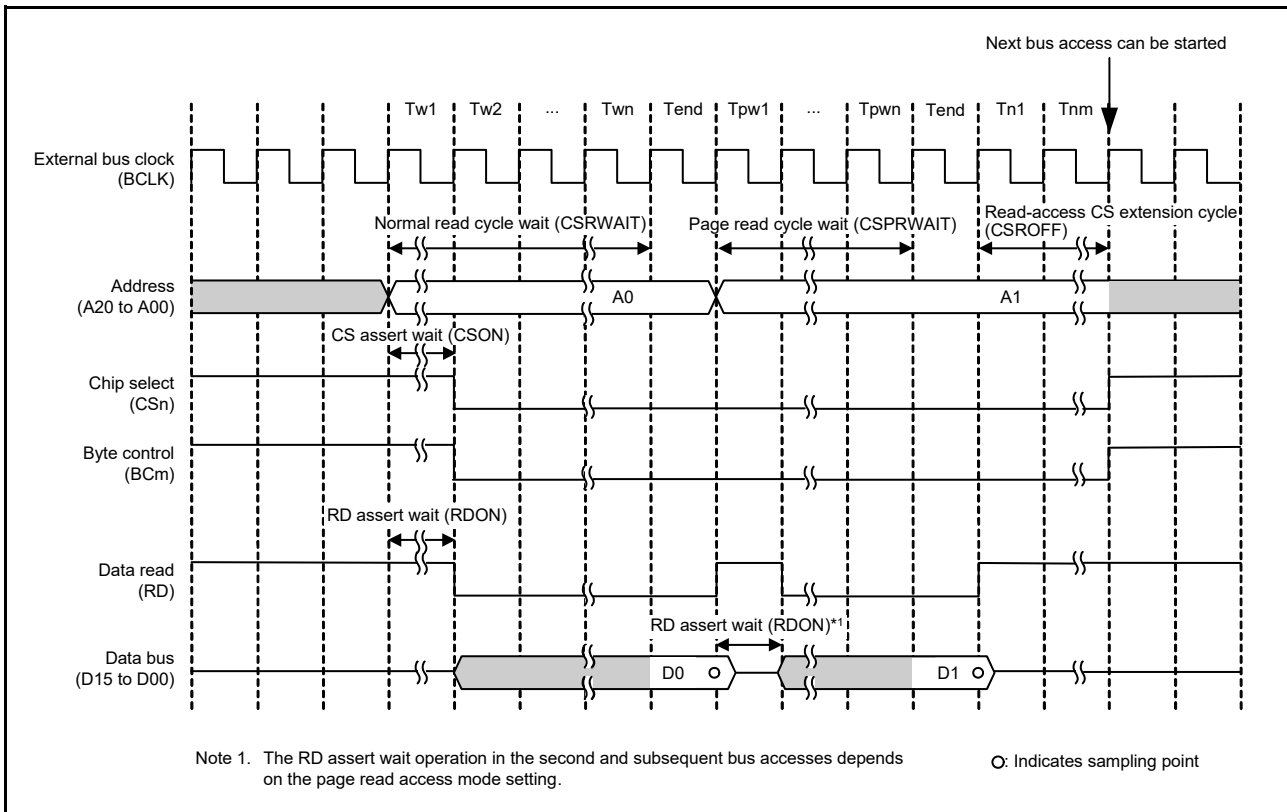 Next bus access can be started
Tw1 Tw2 ... Twn Tend Tpw1 ... Tpwn Tend Tn1 Tnm
External bus clock
(BCLK)
Normal read cycle wait (CSRWAIT)
Page read cycle wait (CSPRWAIT)
Read-access CS extension cycle
(CSROFF)
Address
(A20 to A00)
A0
A1
CS assert wait (CSON)
Chip select
(CSn)
Byte control
(BCm)
RD assert wait (RDON)
Data read
(RD)
RD assert wait (RDON)*1
Data bus
(D15 to D00)
D0
D1
Note 1. The RD assert wait operation in the second and subsequent bus accesses depends
on the page read access mode setting.
O: Indicates sampling point